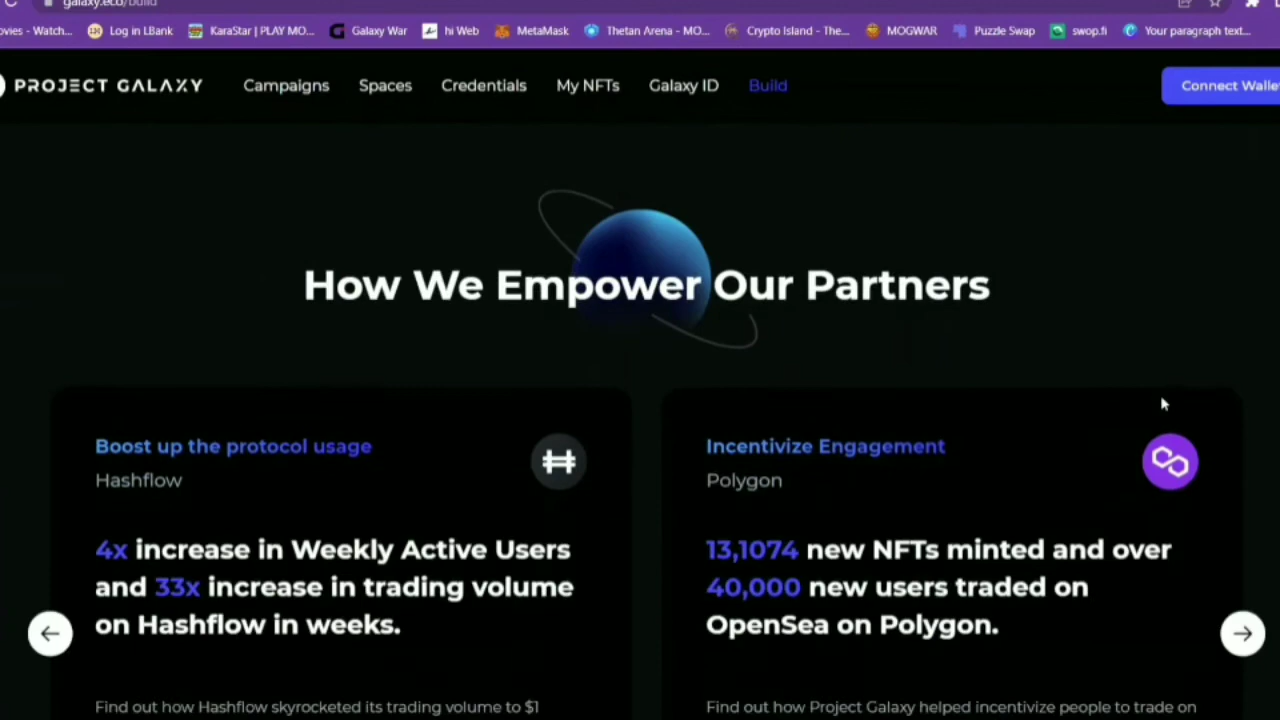 galaxy.eco/build
ovies - Watch... Log in LBank KaraStar | PLAY MO... Galaxy War hi Web MetaMask Thetan Arena - MO... Crypto Island - The... MOGWAR Puzzle Swap swop.fi Your paragraph text...
PROJECT GALAXY Campaigns Spaces Credentials My NFTs Galaxy ID Build Connect Walle
How We Empower Our Partners
Boost up the protocol usage
Hashflow
4x increase in Weekly Active Users
and 33x increase in trading volume
on Hashflow in weeks.
Find out how Hashflow skyrocketed its trading volume to $1
Incentivize Engagement
Polygon
13,1074 new NFTs minted and over
40,000 new users traded on
OpenSea on Polygon.
Find out how Project Galaxy helped incentivize people to trade on